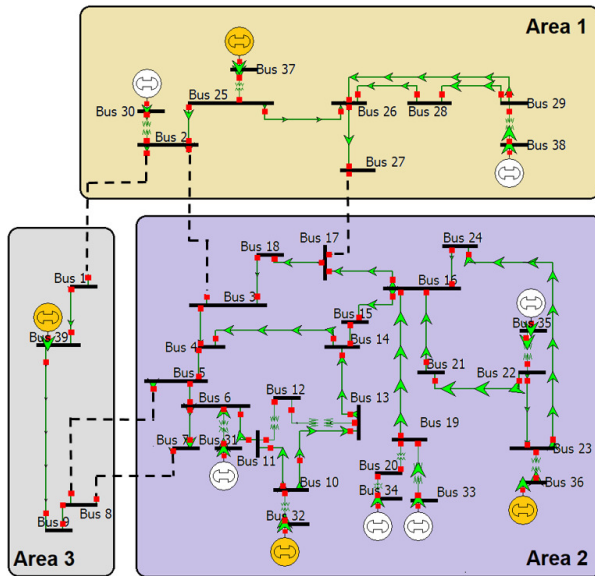 Area 1
Bus 37
Bus 25
Bus 30
Bus 26
Bus 28
Bus 29
Bus 2
Bus 27
Bus 38
Bus 17
Bus 18
Bus 24
Bus 16
Bus 1
Bus 3
Bus 15
Bus 35
Bus 39
Bus 4
Bus 14
Bus 21
Bus 22
Bus 5
Bus 12
Bus 13
Bus 6
Bus 19
Bus 7
Bus 31
Bus 11
Bus 23
Bus 20
Bus 10
Bus 36
Bus 34
Bus 33
Bus 8
Bus 9
Bus 32
Area 3
Area 2